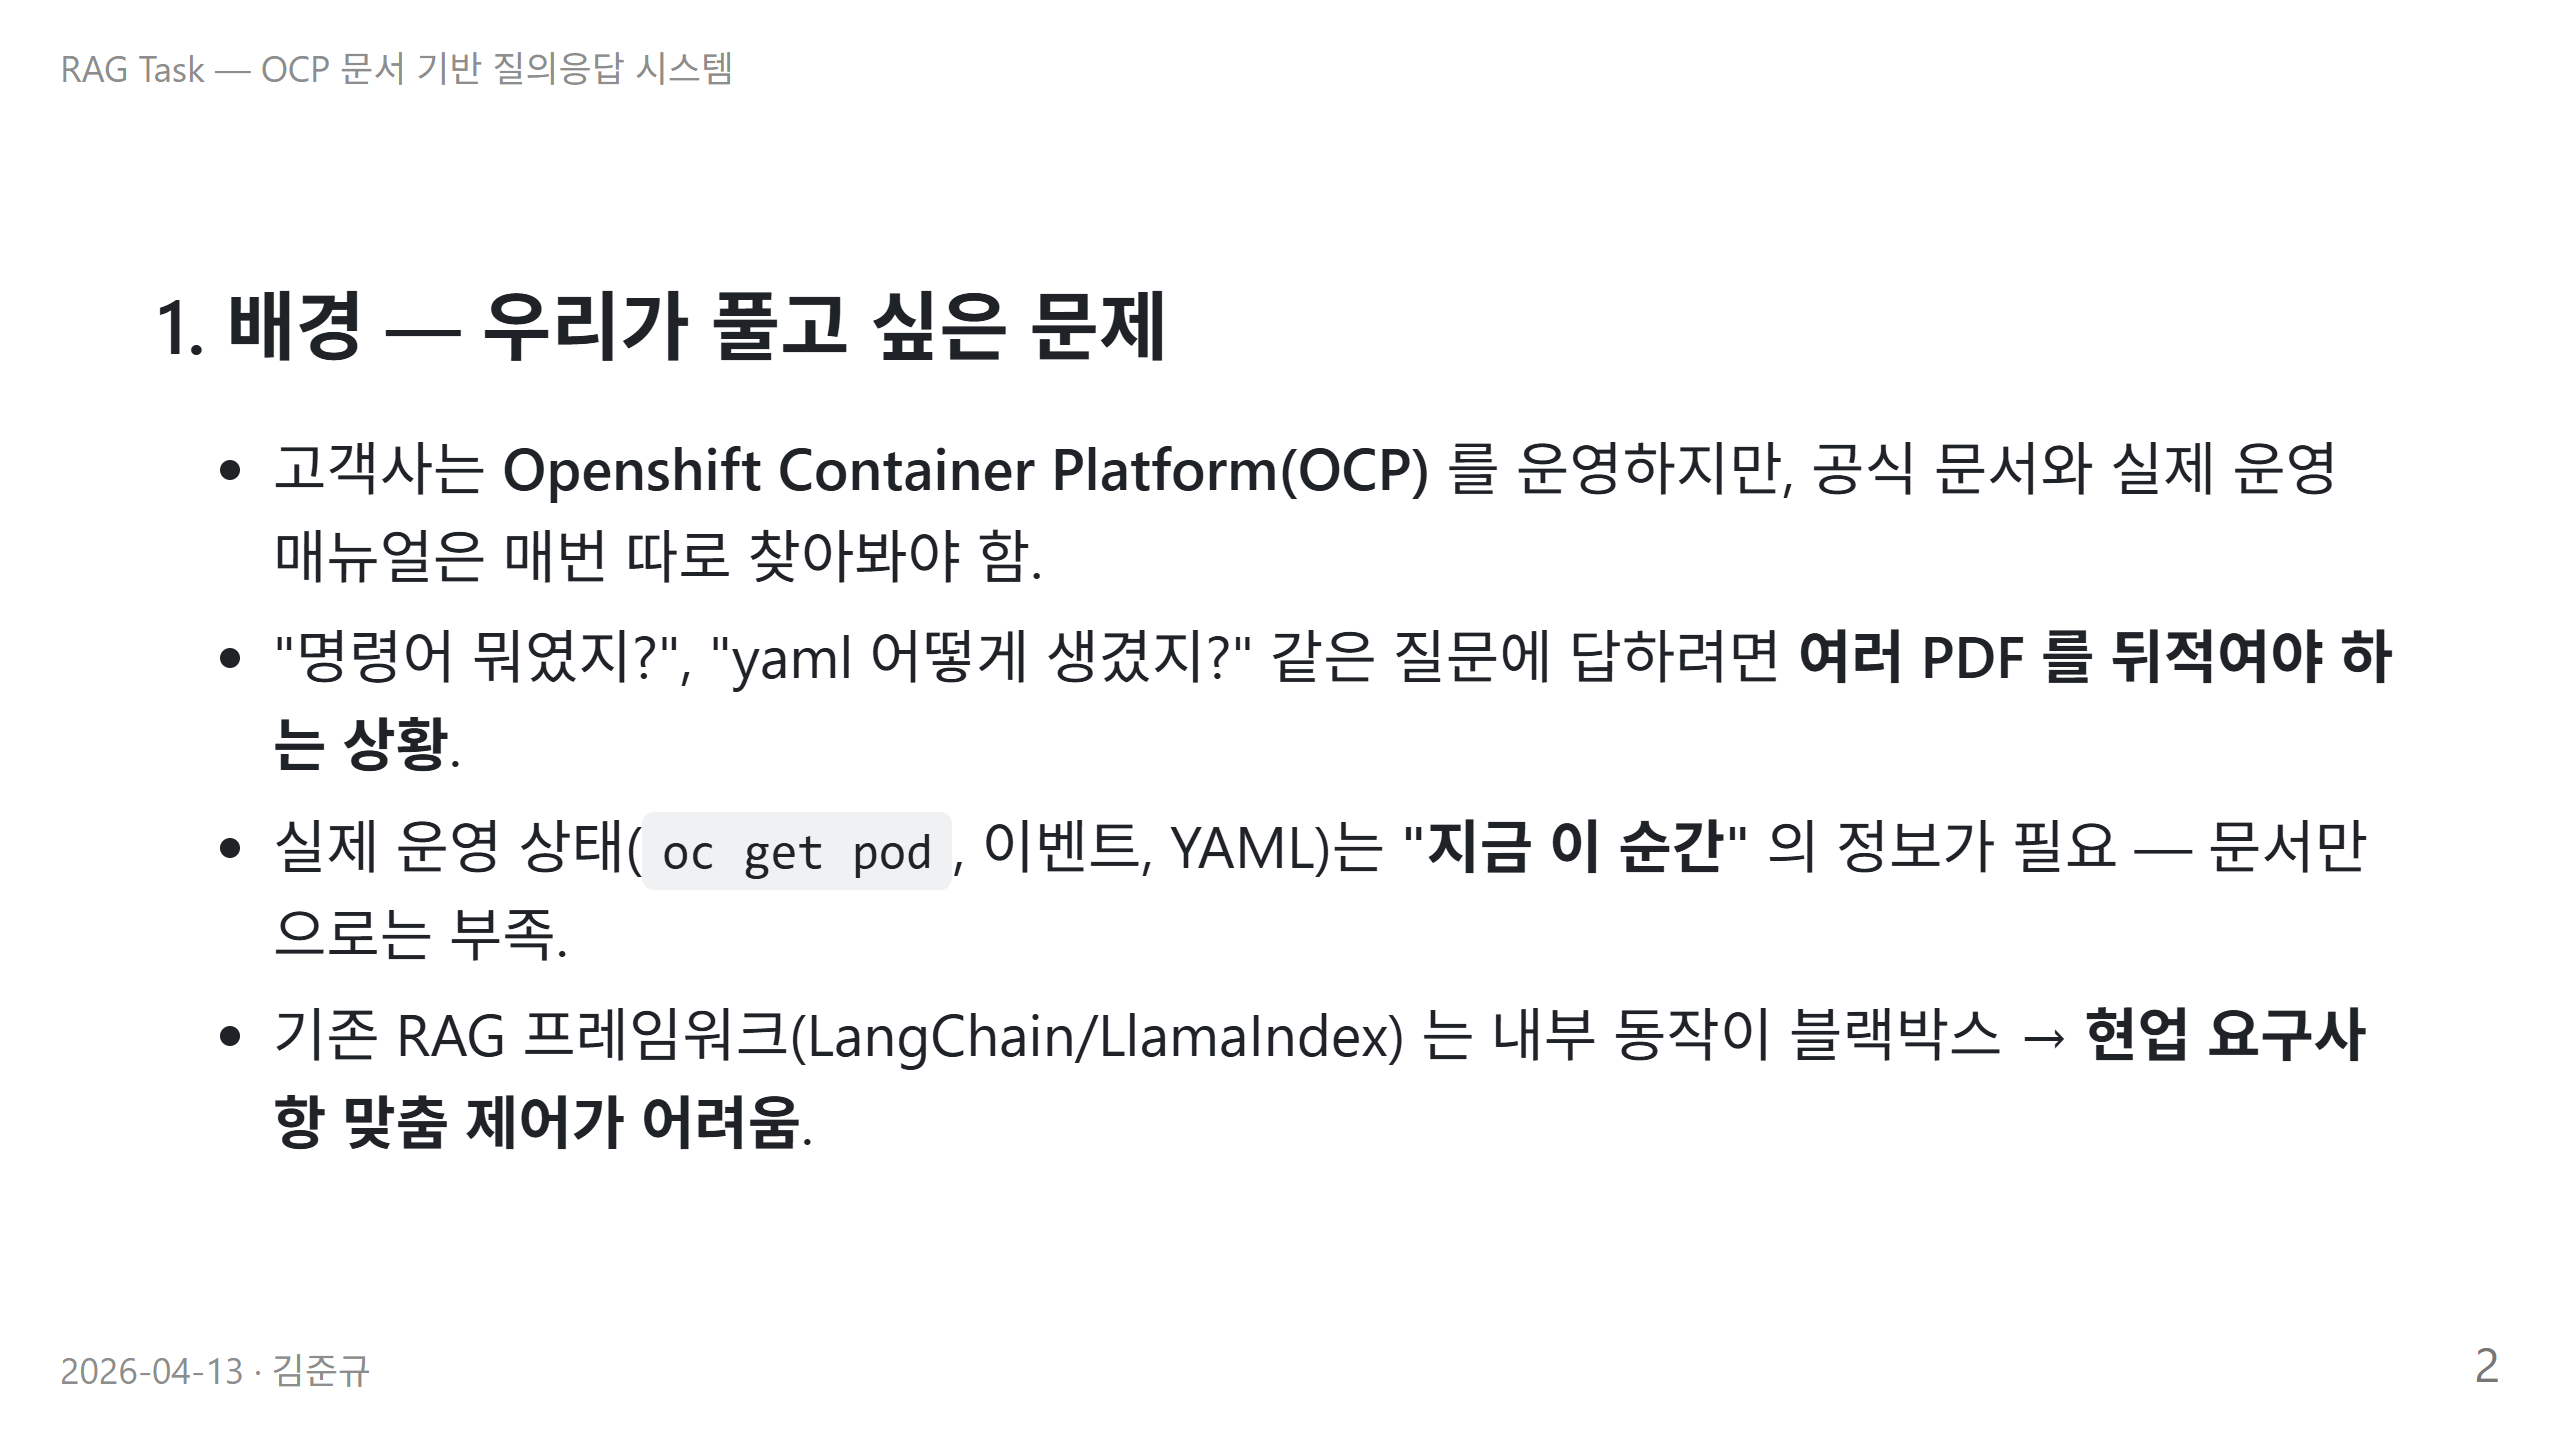 RAG Task — OCP 문서 기반 질의응답 시스템
1. 배경 — 우리가 풀고 싶은 문제
• 고객사는 Openshift Container Platform(OCP) 를 운영하지만, 공식 문서와 실제 운영
매뉴얼은 매번 따로 찾아봐야 함.
• "명령어 뭐였지?", "yaml 어떻게 생겼지?" 같은 질문에 답하려면 여러 PDF 를 뒤적여야 하
는 상황.
• 실제 운영 상태(oc get pod, 이벤트, YAML)는 "지금 이 순간" 의 정보가 필요 — 문서만
으로는 부족.
• 기존 RAG 프레임워크(LangChain/LlamaIndex) 는 내부 동작이 블랙박스 → 현업 요구사
항 맞춤 제어가 어려움.
2026-04-13 · 김준규
2